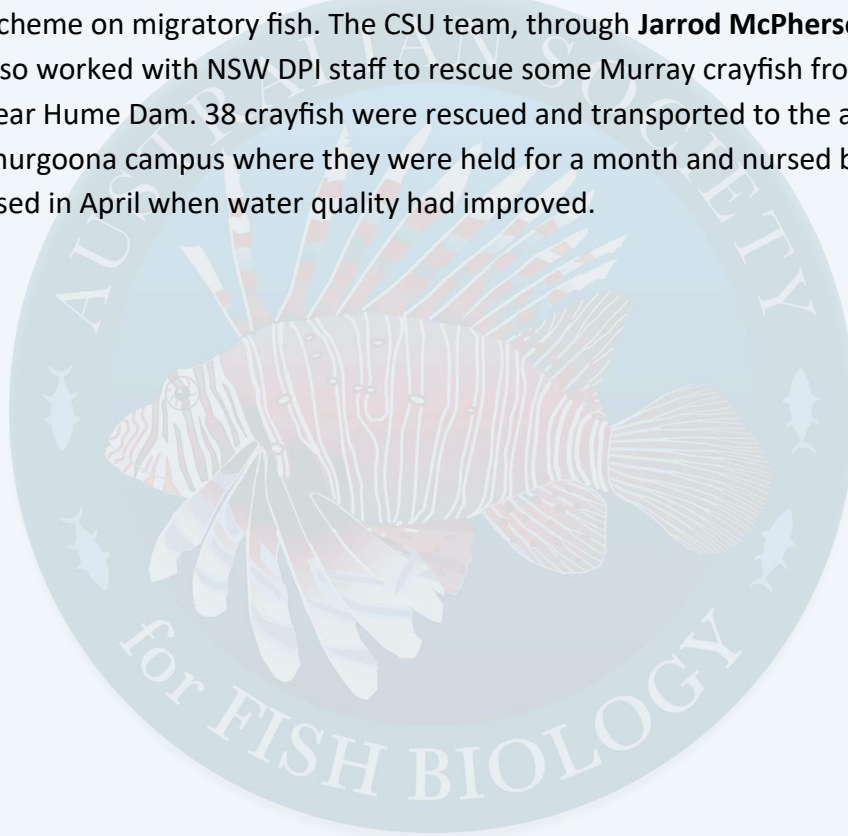 cheme on migratory fish. The CSU team, through Jarrod McPherso
so worked with NSW DPI staff to rescue some Murray crayfish fro
ear Hume Dam. 38 crayfish were rescued and transported to the a
hurgoona campus where they were held for a month and nursed b
sed in April when water quality had improved.
AUSTRALIAN SOCIETY
for FISH BIOLOGY